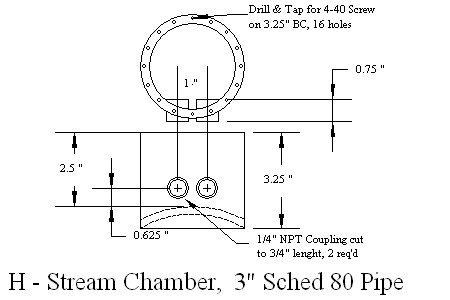 Drill & Tap for 4-40 Screw
on 3.25" BC, 16 holes
0.75 "
1 "
2.5 "
3.25 "
0.625 "
1/4" NPT Coupling cut
to 3/4" lenght, 2 req'd
H - Stream Chamber,  3" Sched 80 Pipe